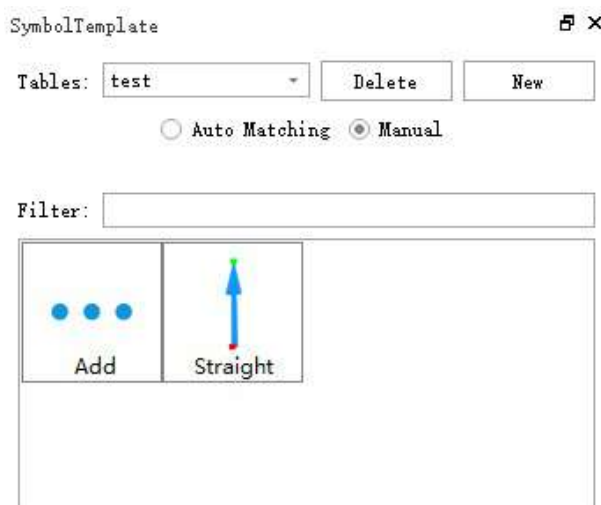 SymbolTemplate
Tables: test Delete New
Auto Matching Manual
Filter:
Add Straight